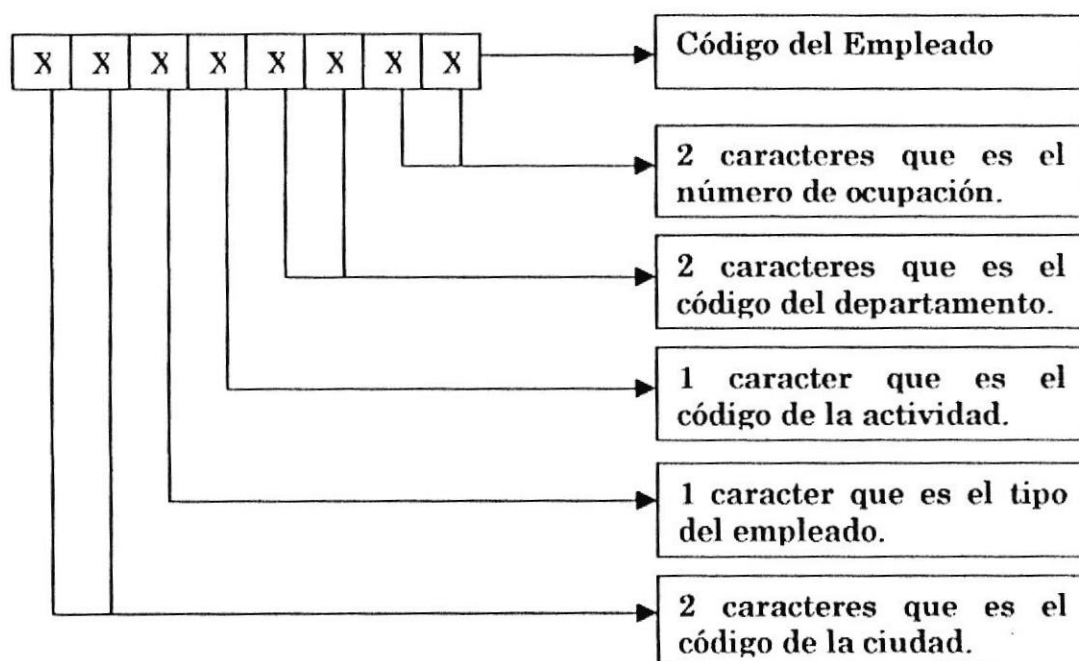 X X X X X X X X
Código del Empleado
2 caracteres que es el
número de ocupación.
2 caracteres que es el
código del departamento.
1 caracter que es el
código de la actividad.
1 caracter que es el tipo
del empleado.
2 caracteres que es el
código de la ciudad.